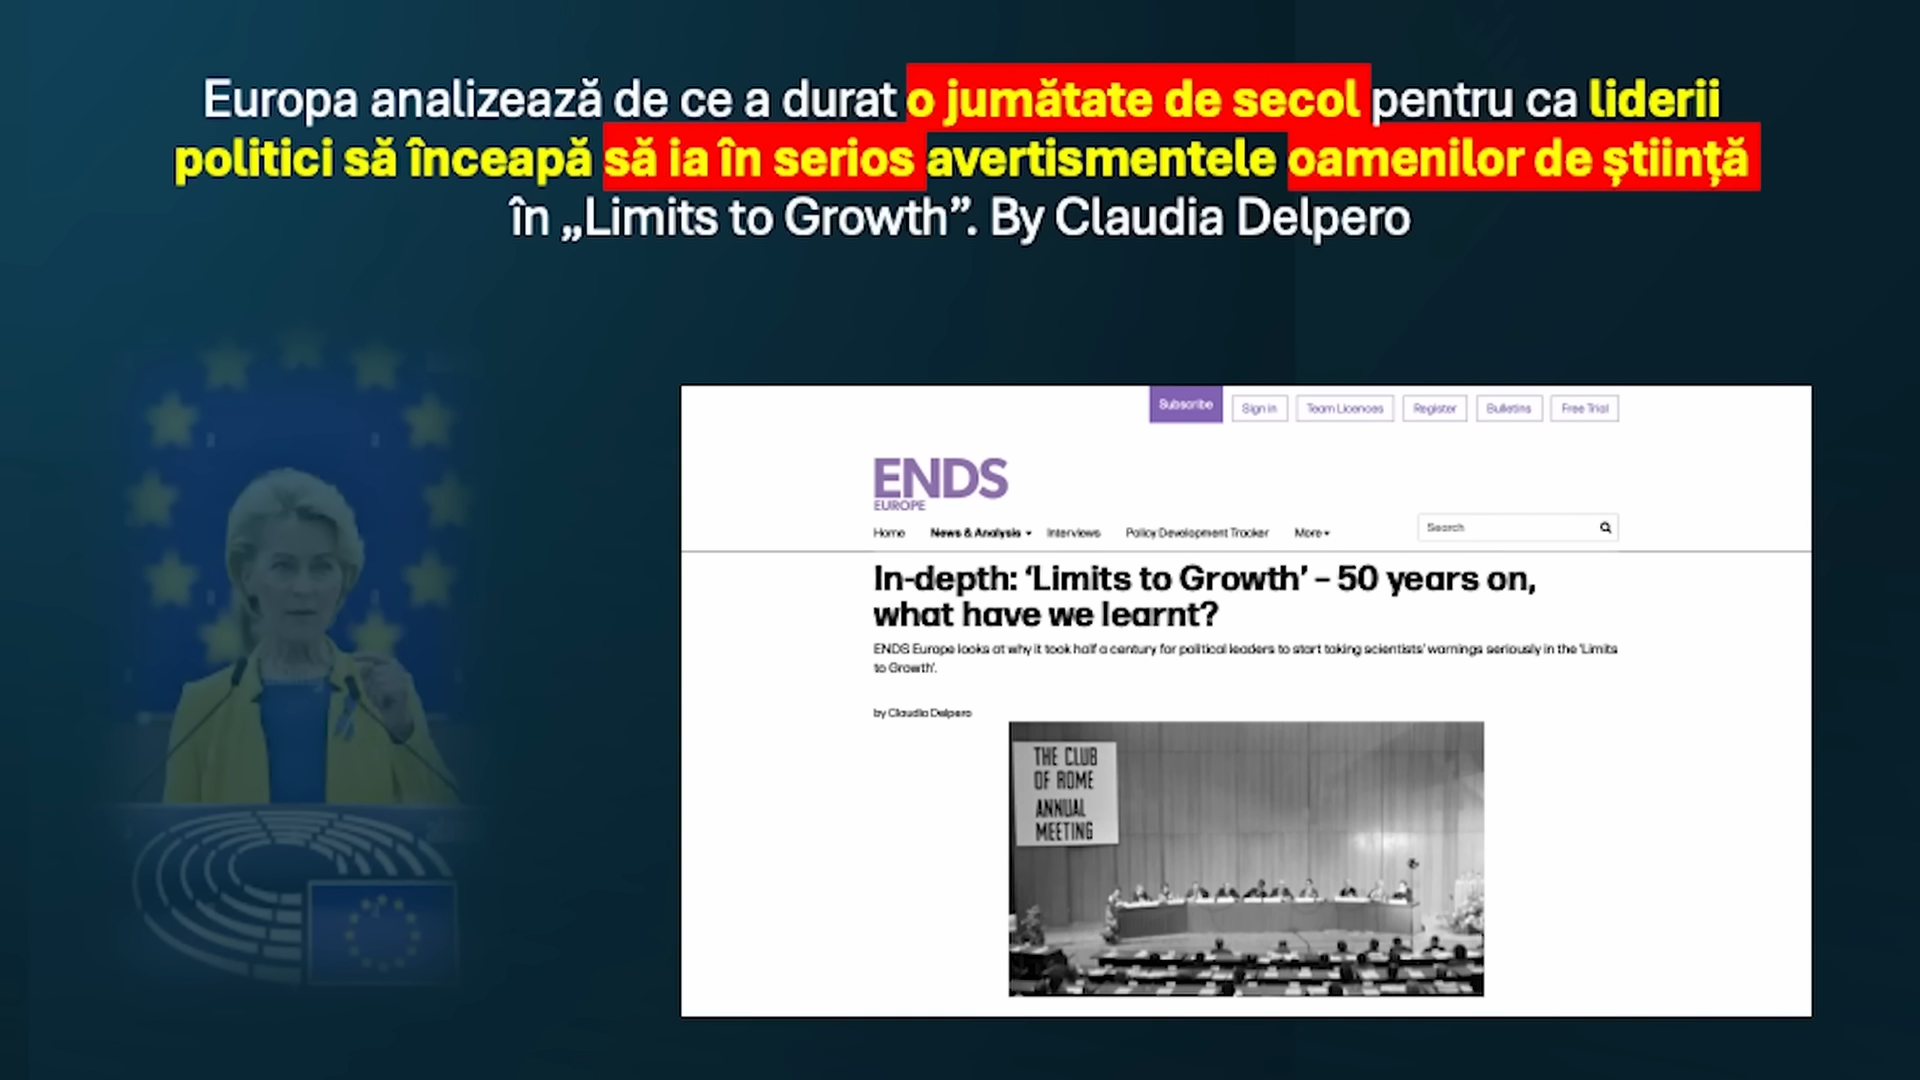 Europa analizează de ce a durat o jumătate de secol pentru ca liderii
politici să înceapă să ia în serios avertismentele oamenilor de știință
în „Limits to Growth”. By Claudia Delpero
Subscribe Sign in Team Licences Register Bulletins Free Trial
ENDS
EUROPE
Home News & Analysis Interviews Policy Development Tracker More Search
In-depth: ‘Limits to Growth’ – 50 years on,
what have we learnt?
ENDS Europe looks at why it took half a century for political leaders to start taking scientists’ warnings seriously in the ‘Limits
to Growth’.
by Claudia Delpero
THE CLUB
OF ROME
ANNUAL
MEETING